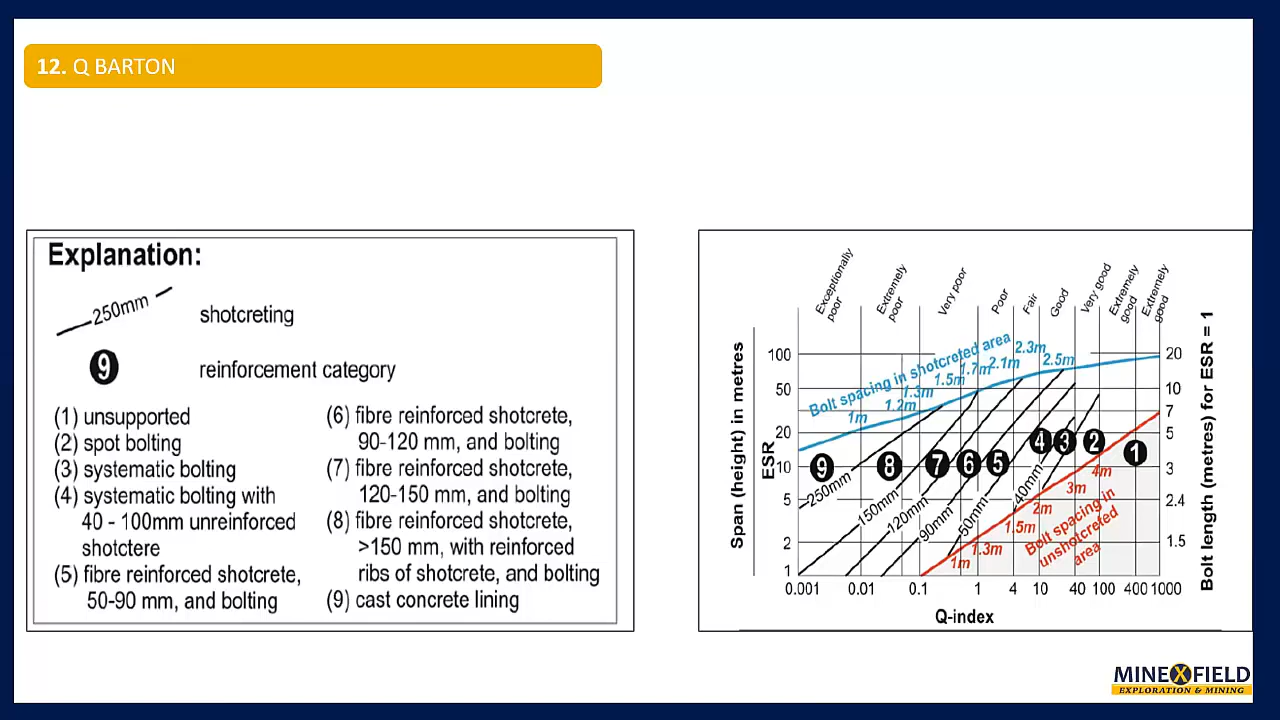 12. Q BARTON
Explanation:
250mm
shotcreting
9
reinforcement category
(1) unsupported
(2) spot bolting
(3) systematic bolting
(4) systematic bolting with
40 - 100mm unreinforced
shotctere
(5) fibre reinforced shotcrete,
50-90 mm, and bolting
(6) fibre reinforced shotcrete,
90-120 mm, and bolting
(7) fibre reinforced shotcrete,
120-150 mm, and bolting
(8) fibre reinforced shotcrete,
>150 mm, with reinforced
ribs of shotcrete, and bolting
(9) cast concrete lining
Exceptionally
poor
Extremely
poor
Very poor
Poor
Fair
Good
Very good
Extremely
good
Extremely
good
Span (height) in metres
ESR
100
50
20
10
5
2
1
Bolt spacing in shotcreted area
1m
1.2m
1.3m
1.5m
1.7m
2.1m
2.3m
2.5m
9
8
7
6
5
4
3
2
1
250mm
150mm
120mm
90mm
50mm
40mm
1m
1.3m
1.5m
2m
3m
4m
Bolt spacing in
unshotcreted
area
20
10
7
5
3
2.4
1.5
Bolt length (metres) for ESR = 1
0.001 0.01 0.1 1 4 10 40 100 400 1000
Q-index
MINEXFIELD
EXPLORATION & MINING